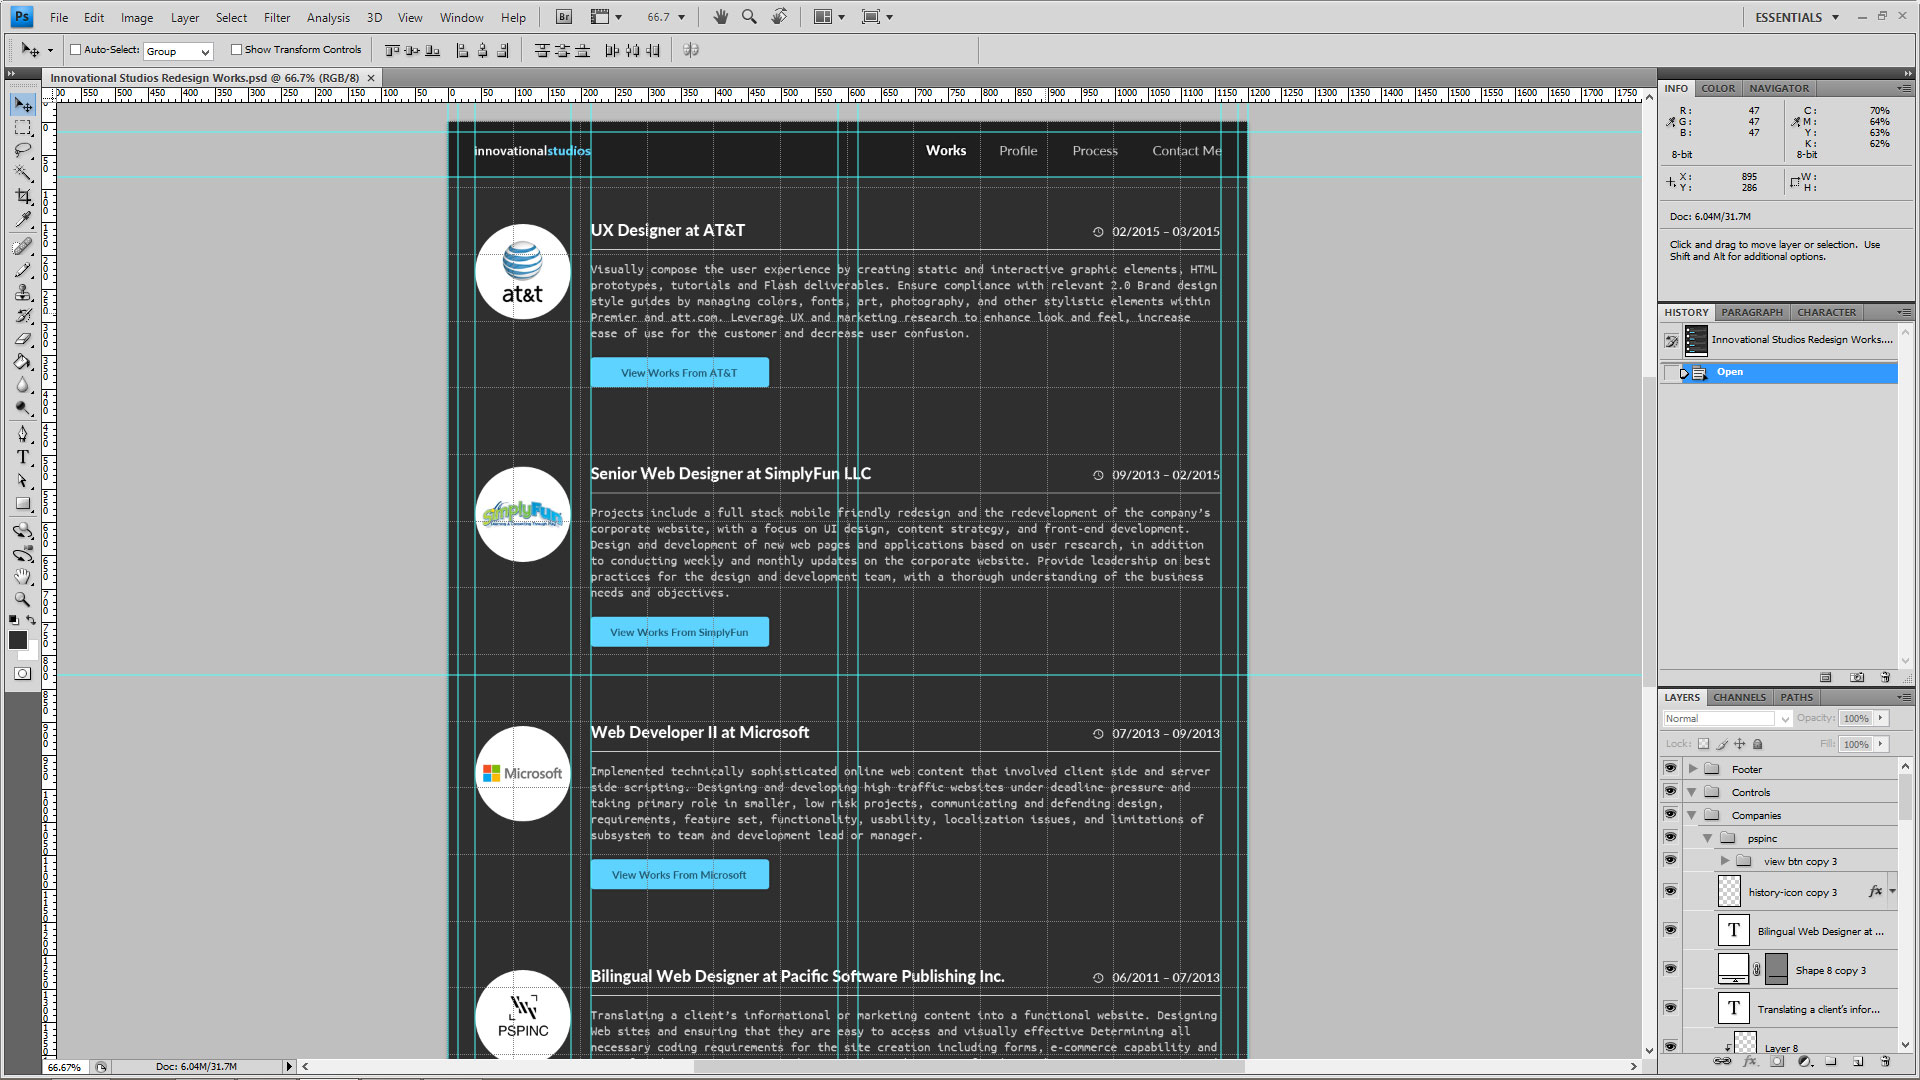 Ps File Edit Image Layer Select Filter Analysis 3D View Window Help Br 66.7 ESSENTIALS
Auto-Select: Group Show Transform Controls
Innovational Studios Redesign Works.psd @ 66.7% (RGB/8) ×
innovationalstudios Works Profile Process Contact Me
at&t
UX Designer at AT&T 02/2015 – 03/2015
Visually compose the user experience by creating static and interactive graphic elements, HTML
prototypes, tutorials and Flash deliverables. Ensure compliance with relevant 2.0 Brand design
style guides by managing colors, fonts, art, photography, and other stylistic elements within
Premier and att.com. Leverage UX and marketing research to enhance look and feel, increase
ease of use for the customer and decrease user confusion.
View Works From AT&T
SimplyFun
Senior Web Designer at SimplyFun LLC 09/2013 – 02/2015
Projects include a full stack mobile friendly redesign and the redevelopment of the company's
corporate website, with a focus on UI design, content strategy, and front-end development.
Design and development of new web pages and applications based on user research, in addition
to conducting weekly and monthly updates on the corporate website. Provide leadership on best
practices for the design and development team, with a thorough understanding of the business
needs and objectives.
View Works From SimplyFun
Microsoft
Web Developer II at Microsoft 07/2013 – 09/2013
Implemented technically sophisticated online web content that involved client side and server
side scripting. Designing and developing high traffic websites under deadline pressure and
taking primary role in smaller, low risk projects, communicating and defending design,
requirements, feature set, functionality, usability, localization issues, and limitations of
subsystem to team and development lead or manager.
View Works From Microsoft
PSPINC
Bilingual Web Designer at Pacific Software Publishing Inc. 06/2011 – 07/2013
Translating a client's informational or marketing content into a functional website. Designing
Web sites and ensuring that they are easy to access and visually effective Determining all
necessary coding requirements for the site creation including forms, e-commerce capability and
66.67% Doc: 6.04M/31.7M
INFO COLOR NAVIGATOR
R: 47 C: 70%
G: 47 M: 64%
B: 47 Y: 63%
K: 62%
8-bit 8-bit
X: 895 W:
Y: 286 H:
Doc: 6.04M/31.7M
Click and drag to move layer or selection. Use
Shift and Alt for additional options.
HISTORY PARAGRAPH CHARACTER
Innovational Studios Redesign Works....
Open
LAYERS CHANNELS PATHS
Normal Opacity: 100%
Lock: Fill: 100%
Footer
Controls
Companies
pspinc
view btn copy 3
history-icon copy 3 fx
T Bilingual Web Designer at ...
Shape 8 copy 3
T Translating a client's infor...
Layer 8